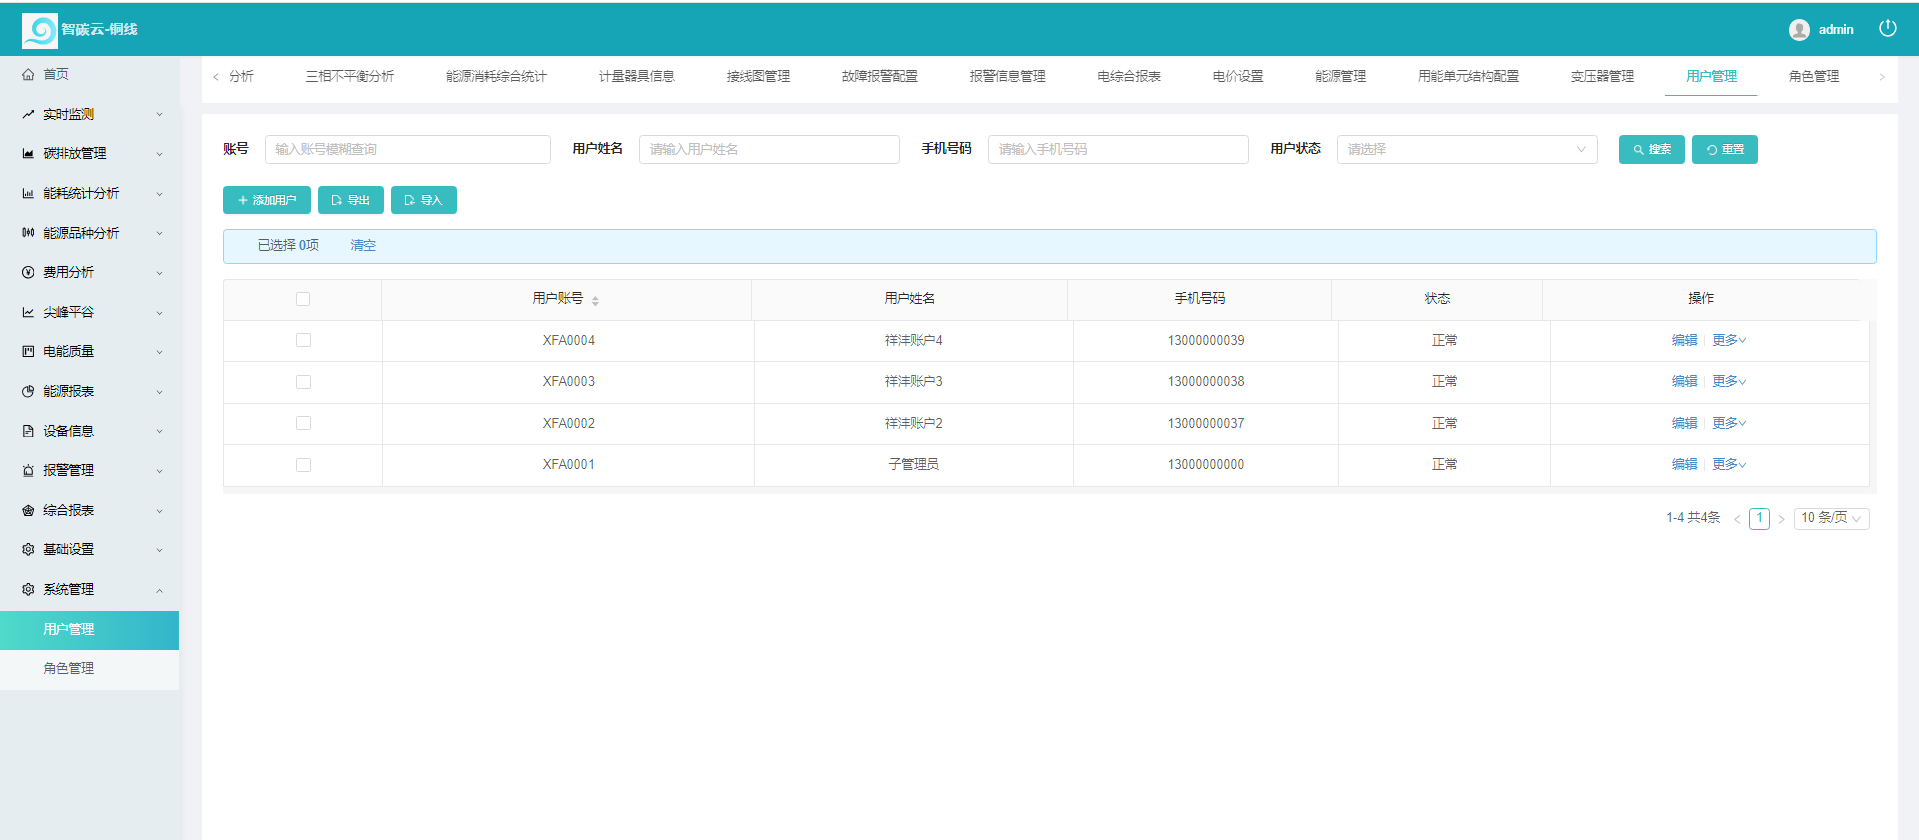 智碳云-铜线
admin
首页
实时监测
碳排放管理
能耗统计分析
能源品种分析
费用分析
尖峰平谷
电能质量
能源报表
设备信息
报警管理
综合报表
基础设置
系统管理
用户管理
角色管理
分析 三相不平衡分析 能源消耗综合统计 计量器具信息 接线图管理 故障报警配置 报警信息管理 电综合报表 电价设置 能源管理 用能单元结构配置 变压器管理 用户管理 角色管理
账号 输入账号模糊查询 用户姓名 请输入用户姓名 手机号码 请输入手机号码 用户状态 请选择 搜索 重置
添加用户 导出 导入
已选择 0项 清空
用户账号 用户姓名 手机号码 状态 操作
XFA0004 祥沣账户4 13000000039 正常 编辑 更多
XFA0003 祥沣账户3 13000000038 正常 编辑 更多
XFA0002 祥沣账户2 13000000037 正常 编辑 更多
XFA0001 子管理员 13000000000 正常 编辑 更多
1-4 共4条 < 1 > 10 条/页